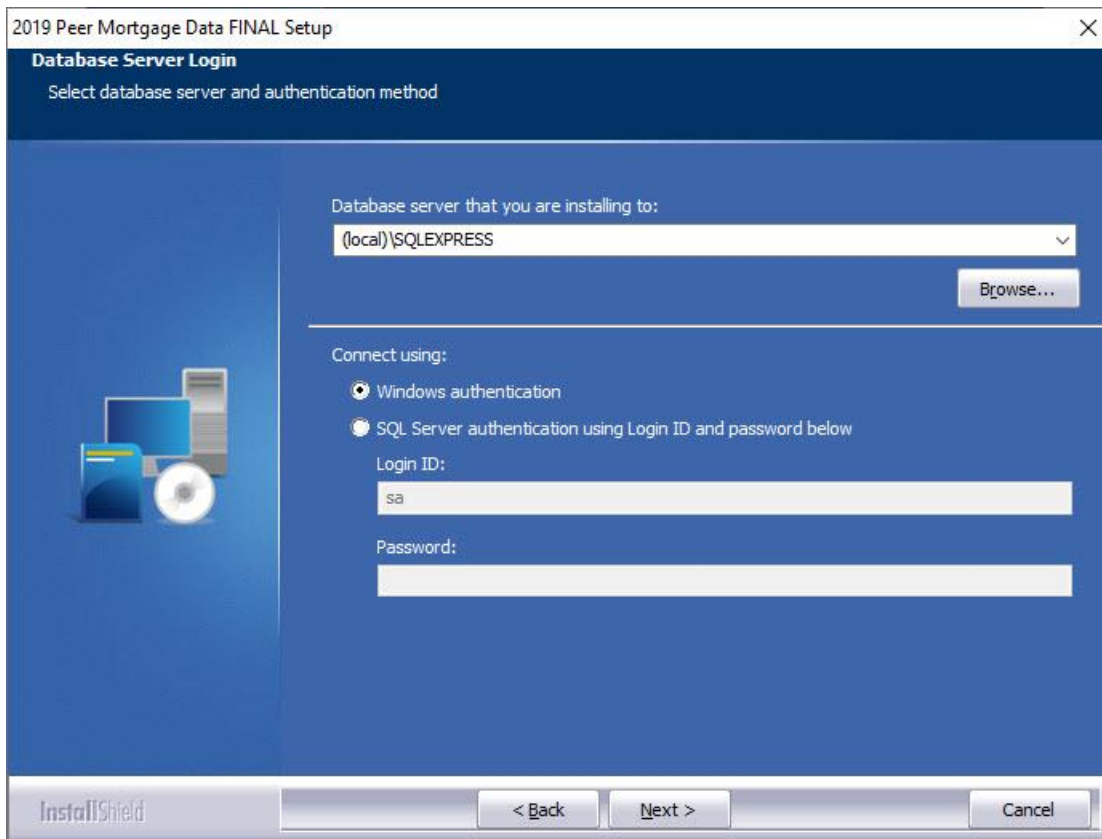 2019 Peer Mortgage Data FINAL Setup
Database Server Login
Select database server and authentication method
Database server that you are installing to:
(local)\SQLEXPRESS
Browse...
Connect using:
Windows authentication
SQL Server authentication using Login ID and password below
Login ID:
sa
Password:
InstallShield
< Back
Next >
Cancel